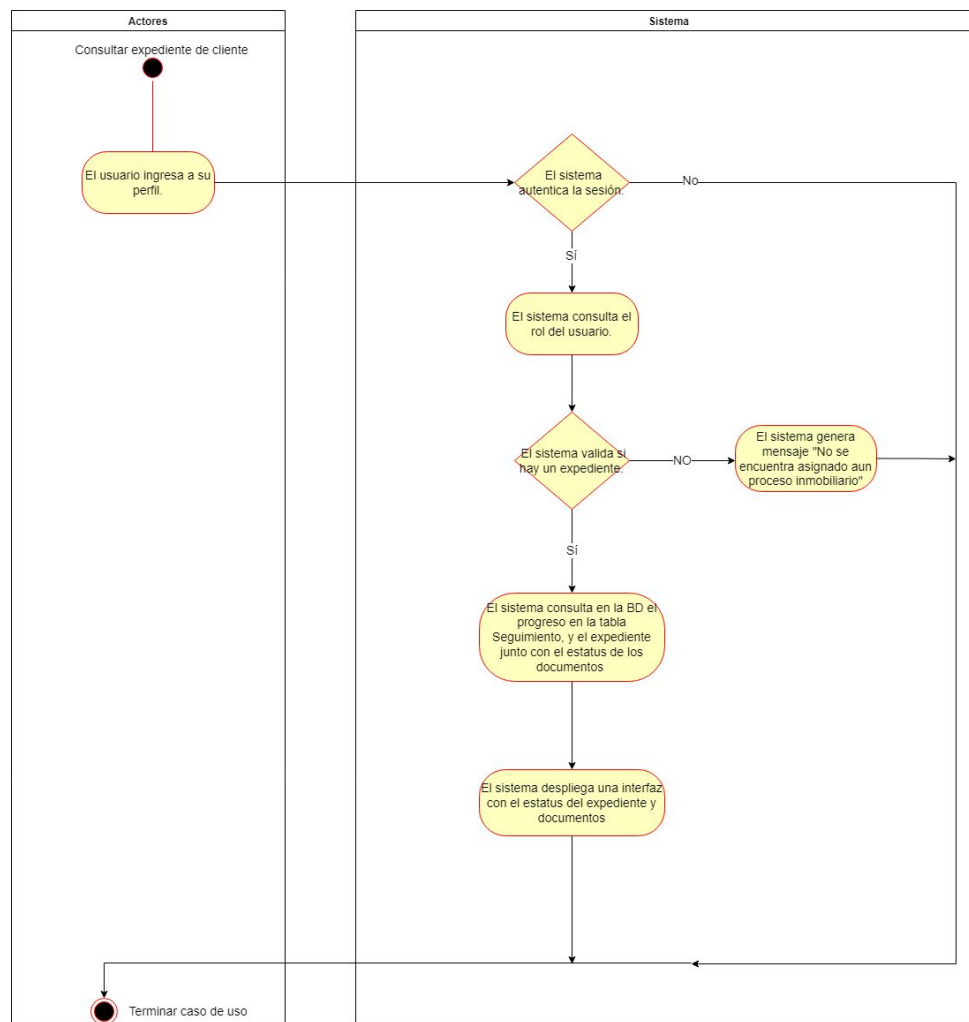 Actores
Sistema
Consultar expediente de cliente
El usuario ingresa a su
perfil.
El sistema
autentica la sesión.
No
Sí
El sistema consulta el
rol del usuario.
El sistema valida si
hay un expediente.
NO
El sistema genera
mensaje "No se
encuentra asignado aun
proceso inmobiliario"
Sí
El sistema consulta en la BD el
progreso en la tabla
Seguimiento, y el expediente
junto con el estatus de los
documentos
El sistema despliega una interfaz
con el estatus del expediente y
documentos
Terminar caso de uso